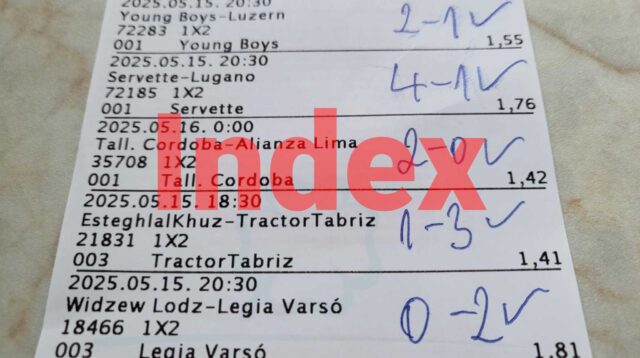 2025.05.15. 20:30
Young Boys-Luzern
72283 1X2
001 Young Boys 1,55
2-1✓
2025.05.15. 20:30
Servette-Lugano
72185 1X2
001 Servette 1,76
4-1✓
2025.05.16. 0:00
Tall. Cordoba-Alianza Lima
35708 1X2
001 Tall. Cordoba 1,42
2-0✓
2025.05.15. 18:30
EsteghlalKhuz-TractorTabriz
21831 1X2
003 TractorTabriz 1,41
1-3✓
2025.05.15. 20:30
Widzew Lodz-Legia Varsó
18466 1X2
003 Legia Varsó 1,81
0-2✓
Index